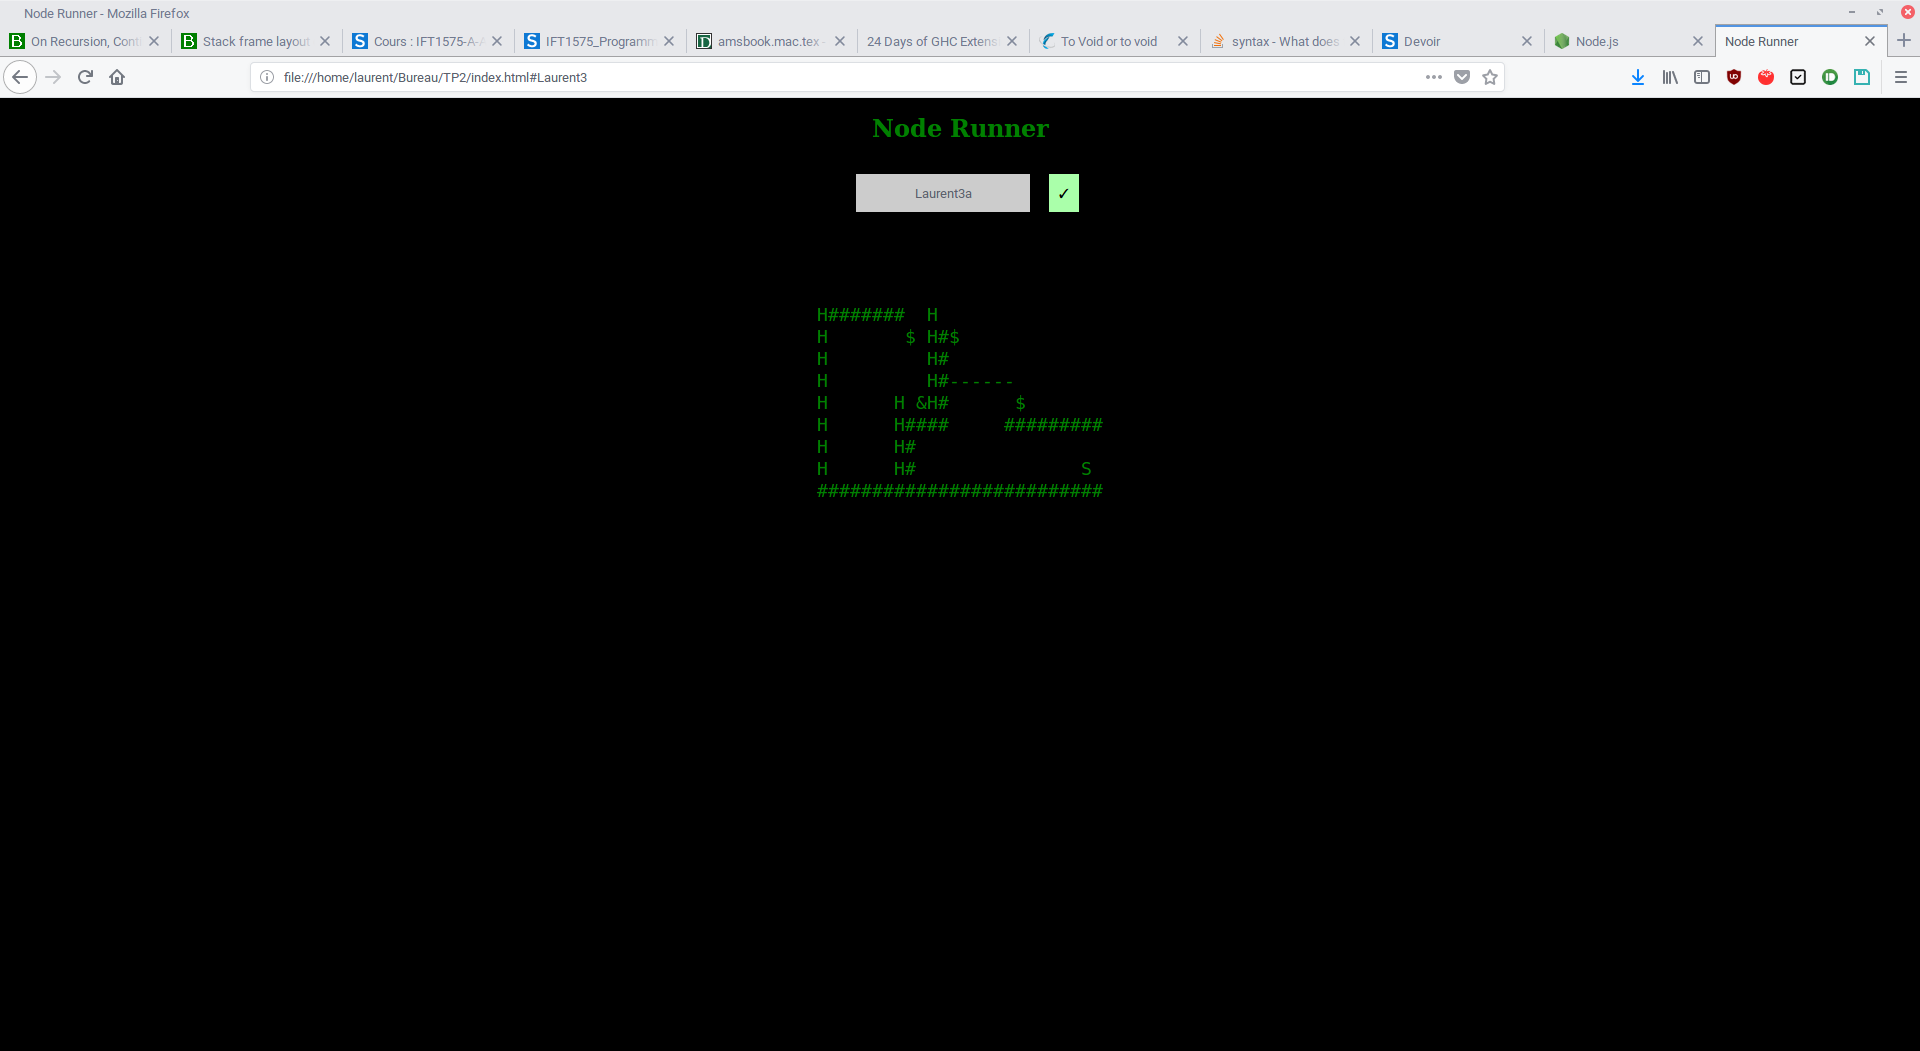 Node Runner - Mozilla Firefox
On Recursion, Cont
Stack frame layout
Cours : IFT1575-A-A
IFT1575_Programm
amsbook.mac.tex -
24 Days of GHC Extens
To Void or to void
syntax - What does
Devoir
Node.js
Node Runner
file:///home/laurent/Bureau/TP2/index.html#Laurent3
Node Runner
Laurent3a ✓
H#######  H
H       $ H#$
H         H#
H         H#------
H      H &H#      $
H      H####     #########
H      H#
H      H#               S
##########################